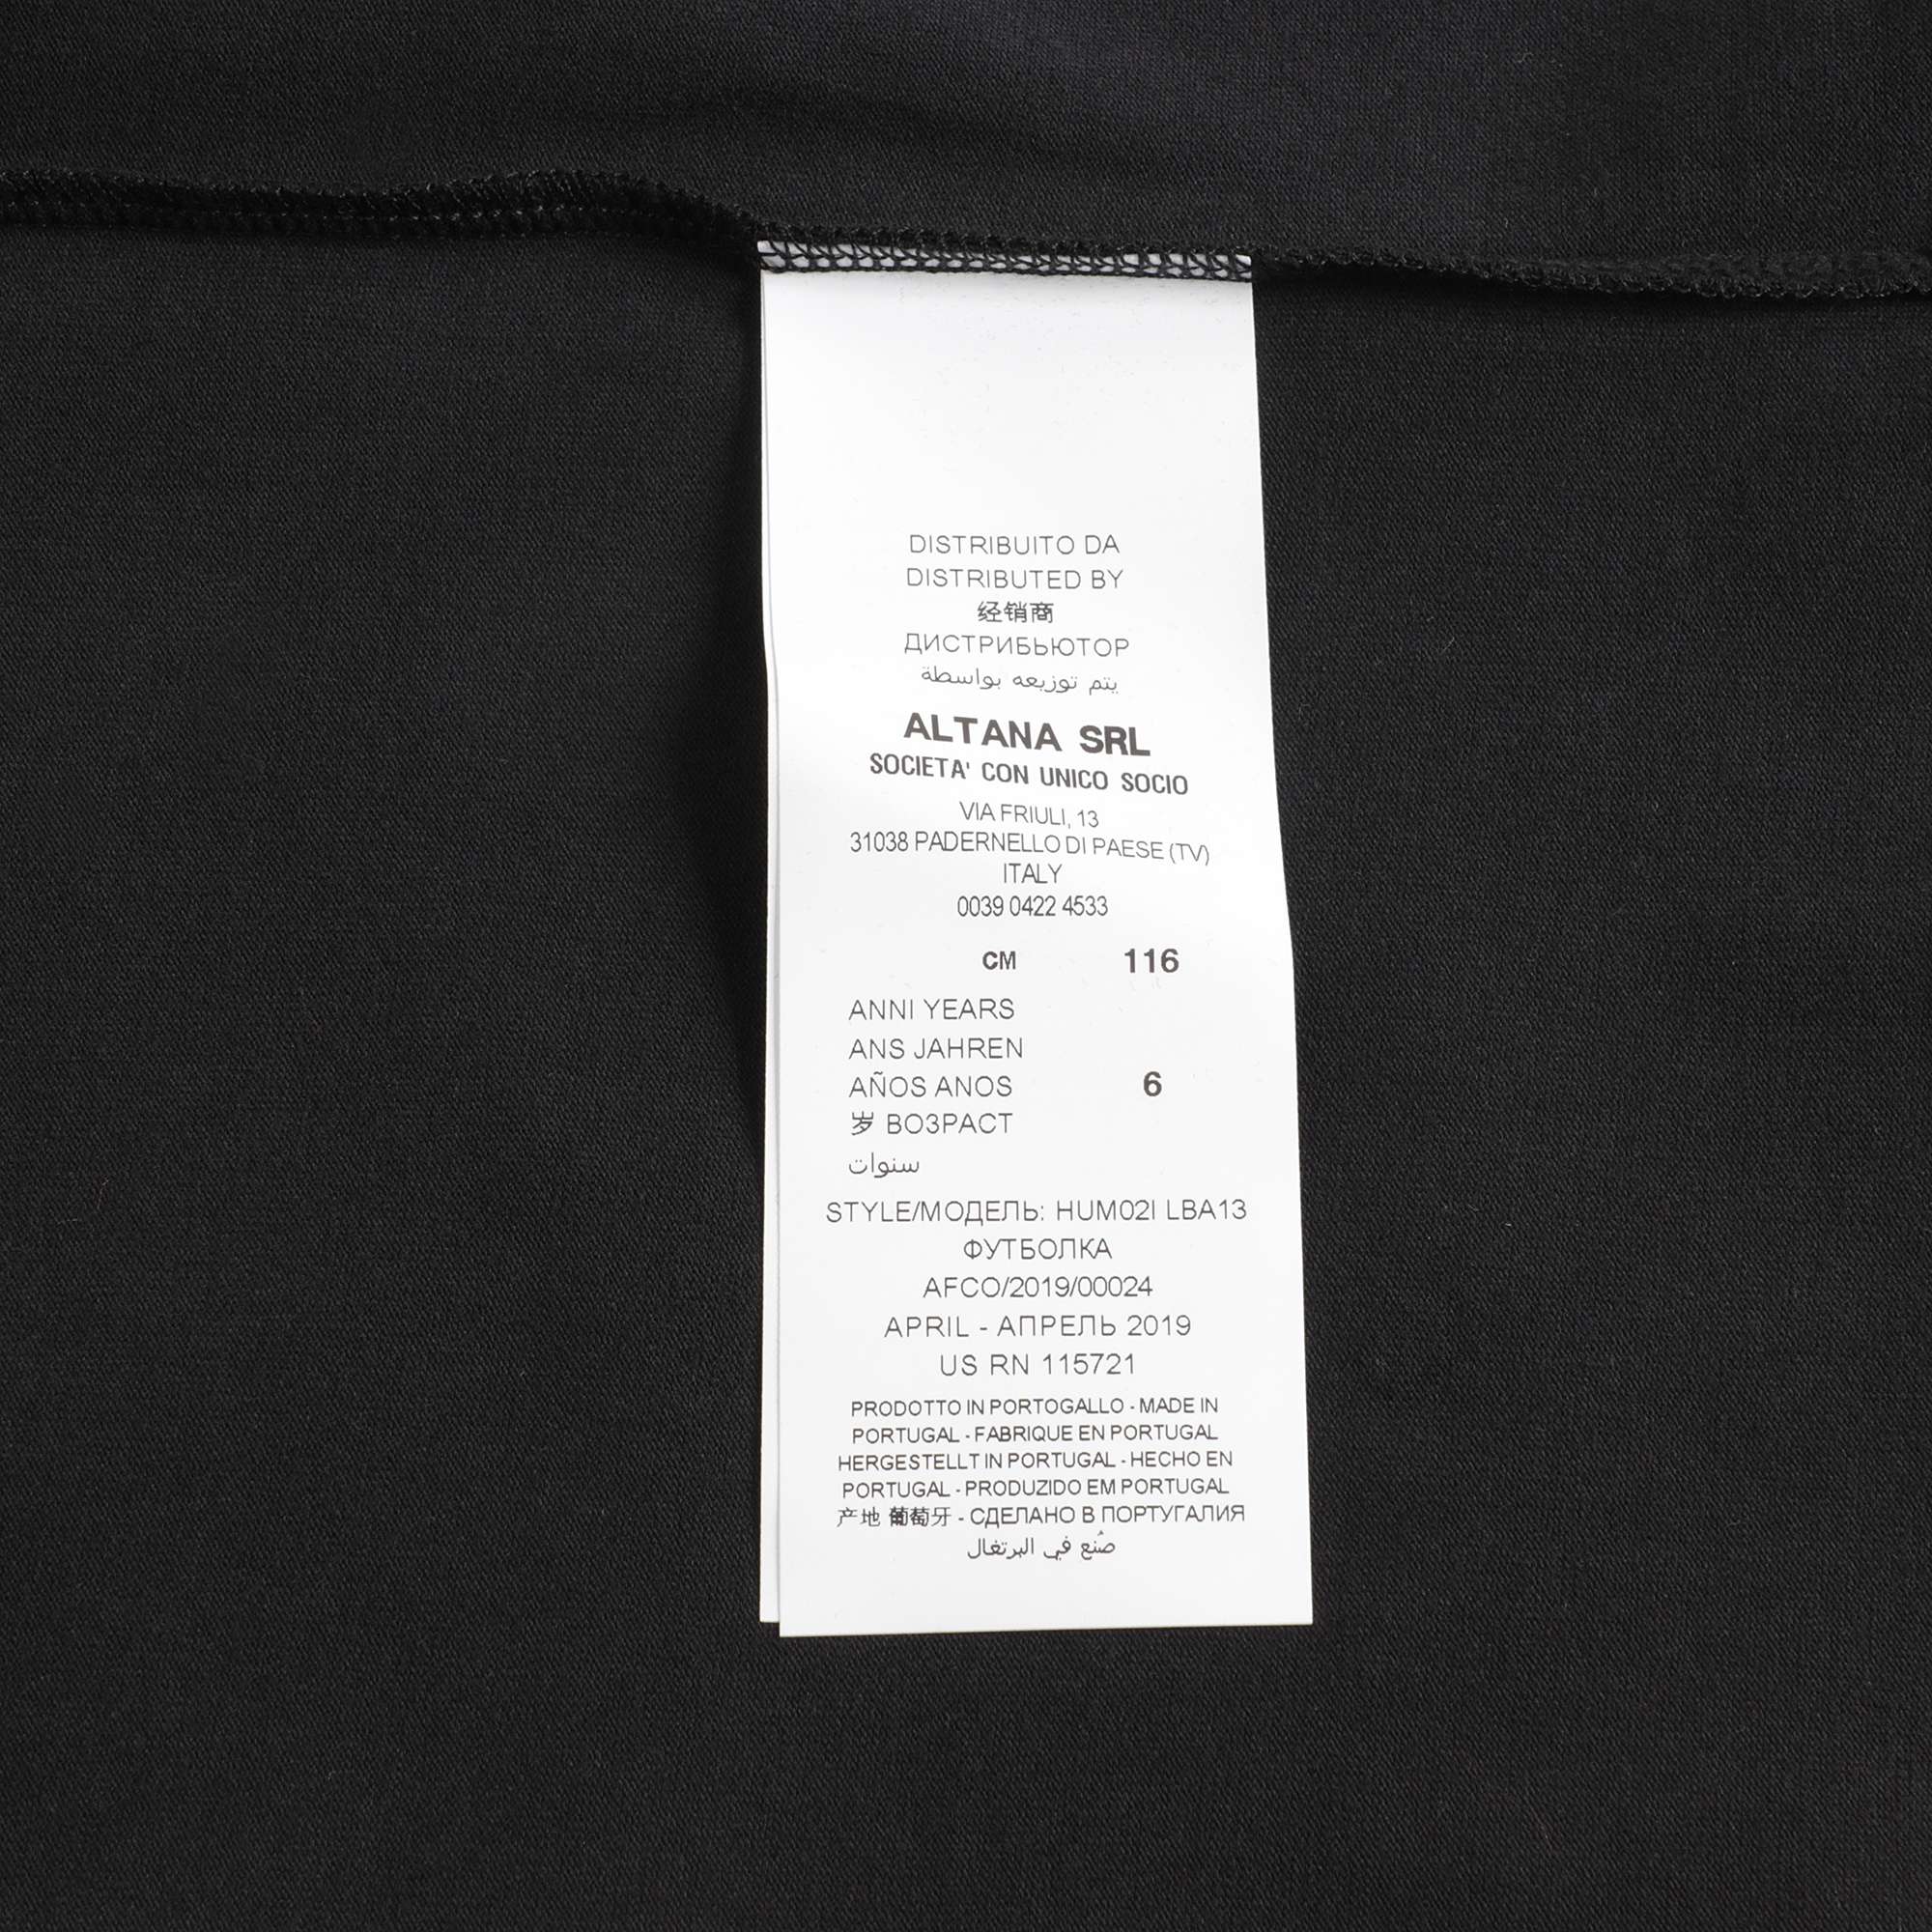 DISTRIBUITO DA
DISTRIBUTED BY
经销商
ДИСТРИБЬЮТОР
يتم توزيعه بواسطة
ALTANA SRL
SOCIETA' CON UNICO SOCIO
VIA FRIULI, 13
31038 PADERNELLO DI PAESE (TV)
ITALY
0039 0422 4533
CM 116
ANNI YEARS
ANS JAHREN
AÑOS ANOS 6
岁 ВОЗРАСТ
سنوات
STYLE/МОДЕЛЬ: HUM02I LBA13
ФУТБОЛКА
AFCO/2019/00024
APRIL - АПРЕЛЬ 2019
US RN 115721
PRODOTTO IN PORTOGALLO - MADE IN
PORTUGAL - FABRIQUE EN PORTUGAL
HERGESTELLT IN PORTUGAL - HECHO EN
PORTUGAL - PRODUZIDO EM PORTUGAL
产地 葡萄牙 - СДЕЛАНО В ПОРТУГАЛИЯ
صُنع في البرتغال